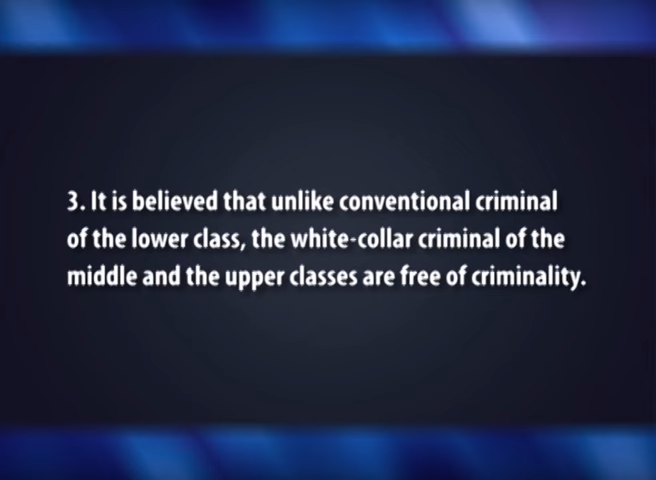 3. It is believed that unlike conventional criminal
of the lower class, the white-collar criminal of the
middle and the upper classes are free of criminality.